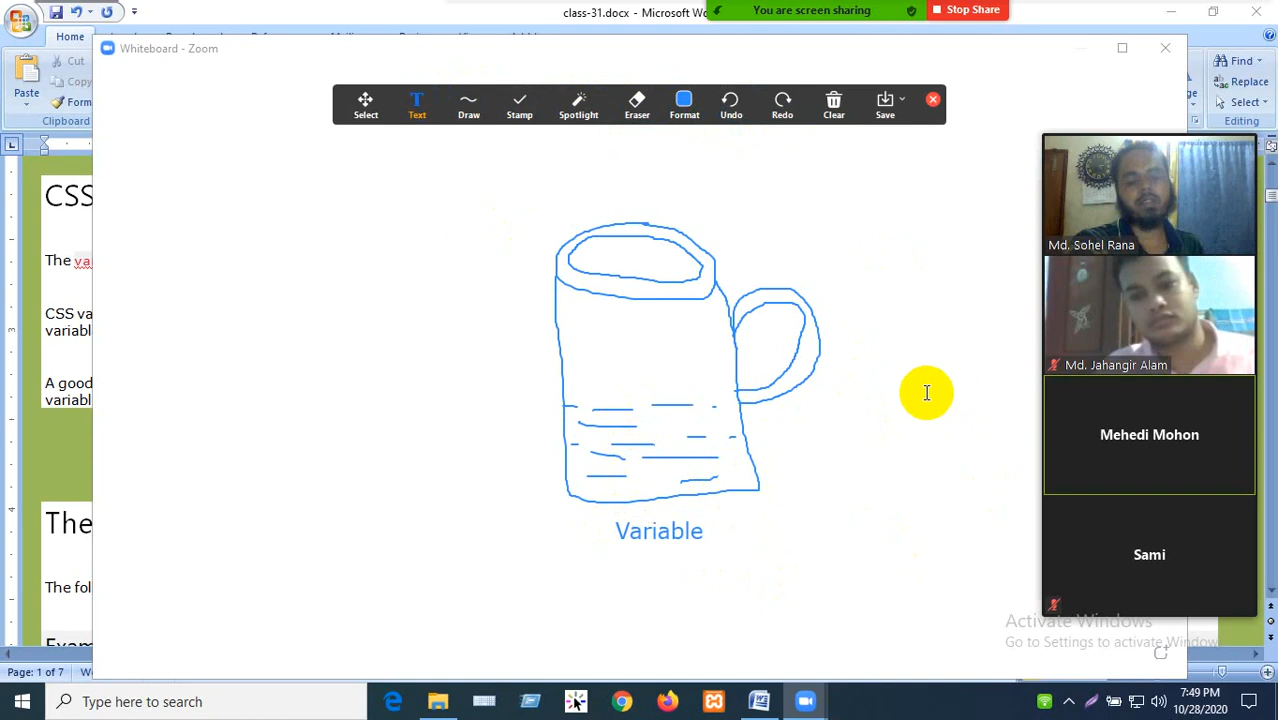 class-31.docx - Microsoft Wo
You are screen sharing
Stop Share
Home
Cut
Copy
Paste
Form
Clipboard
Find
Replace
Select
Editing
Whiteboard - Zoom
Select
Text
Draw
Stamp
Spotlight
Eraser
Format
Undo
Redo
Clear
Save
CSS
The va
CSS va
variabl
A good
variabl
The
The fol
Exam
Variable
Md. Sohel Rana
Md. Jahangir Alam
Mehedi Mohon
Sami
Activate Windows
Go to Settings to activate Window
Page: 1 of 7
Type here to search
7:49 PM
10/28/2020